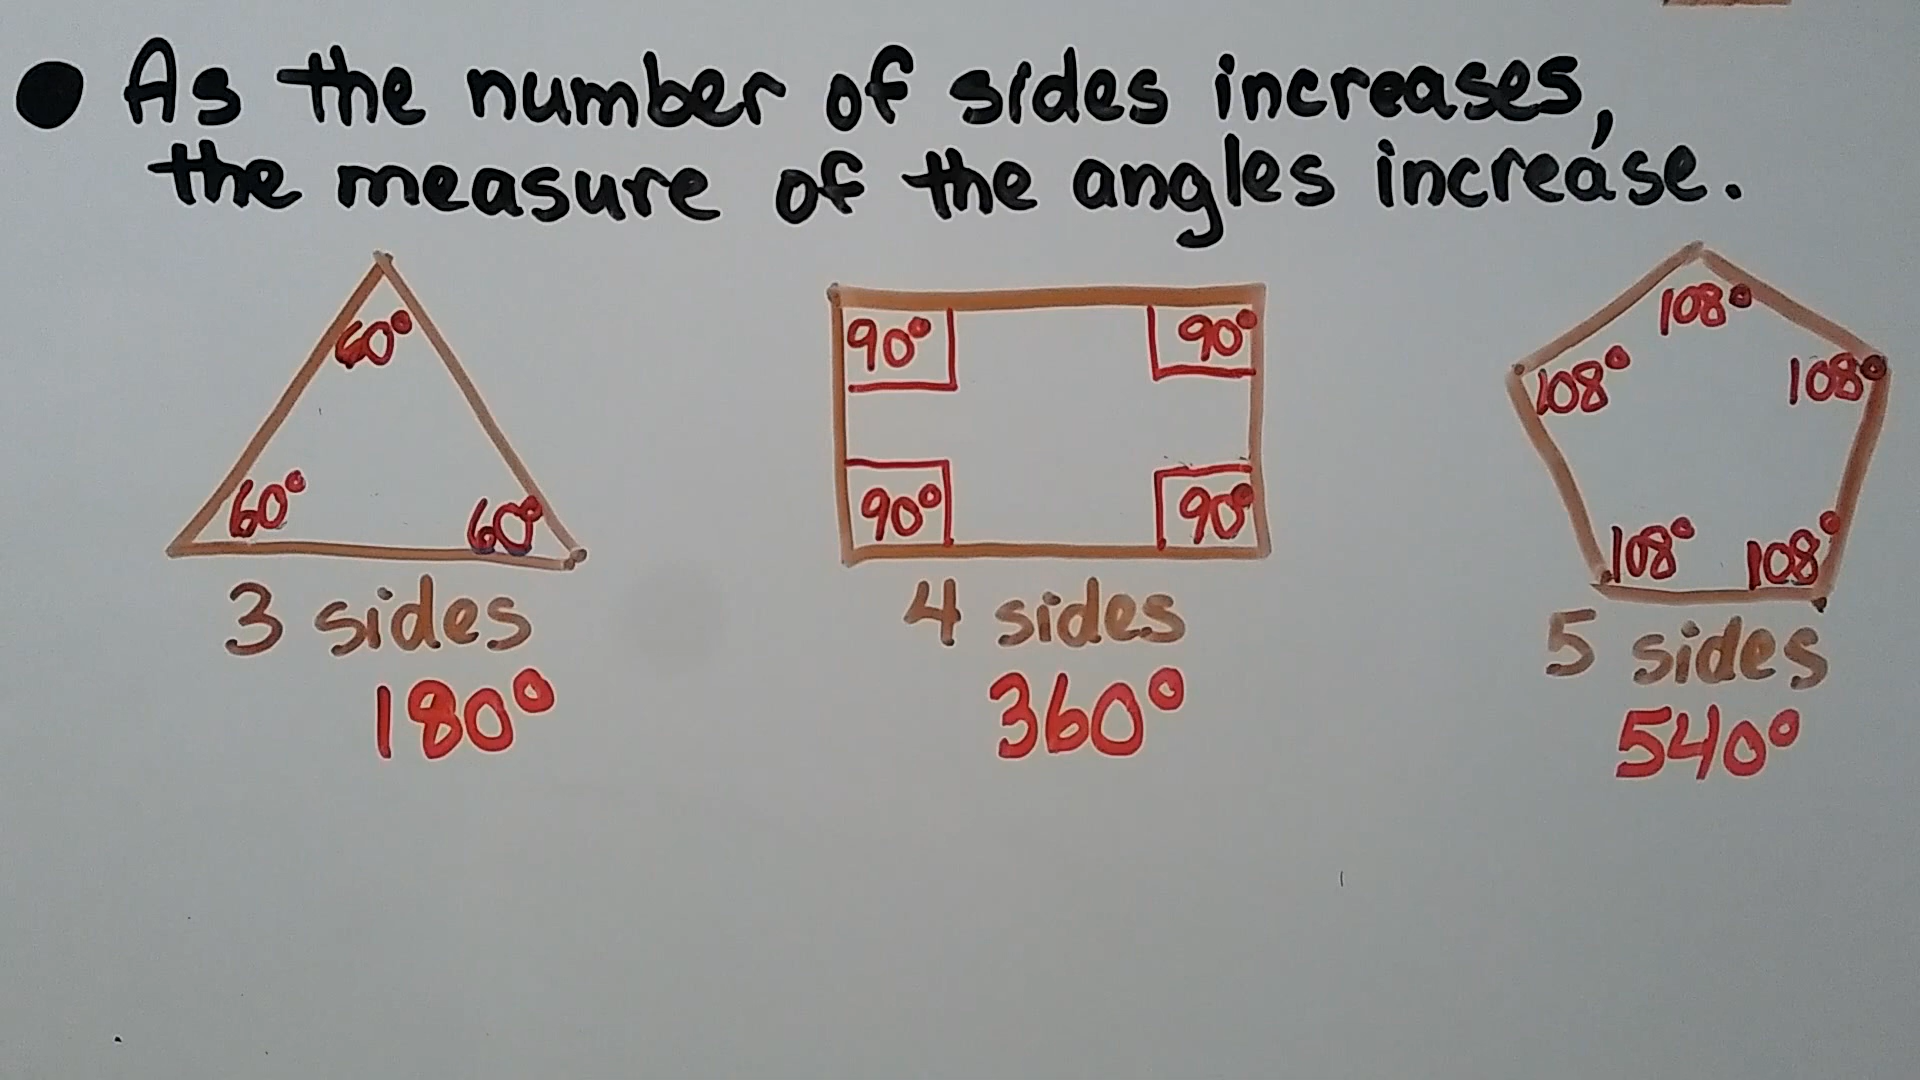 As the number of sides increases,
the measure of the angles increase.
60°
60° 60°
3 sides
180°
90° 90°
90° 90°
4 sides
360°
108°
108° 108°
108° 108°
5 sides
540°